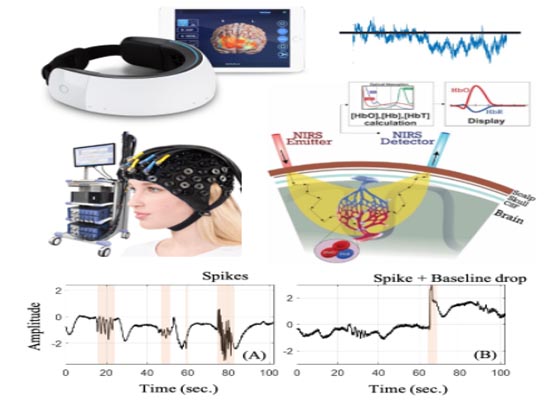 [HbO],[Hb],[HbT]
calculation
HbO
HbR
Display
NIRS
Emitter
NIRS
Detector
Scalp
Skull
CSF
Brain
Spikes
Spike + Baseline drop
Amplitude
2
0
-2
(A)
0
20
40
60
80
100
Time (sec.)
2
0
-2
(B)
0
20
40
60
80
100
Time (sec.)